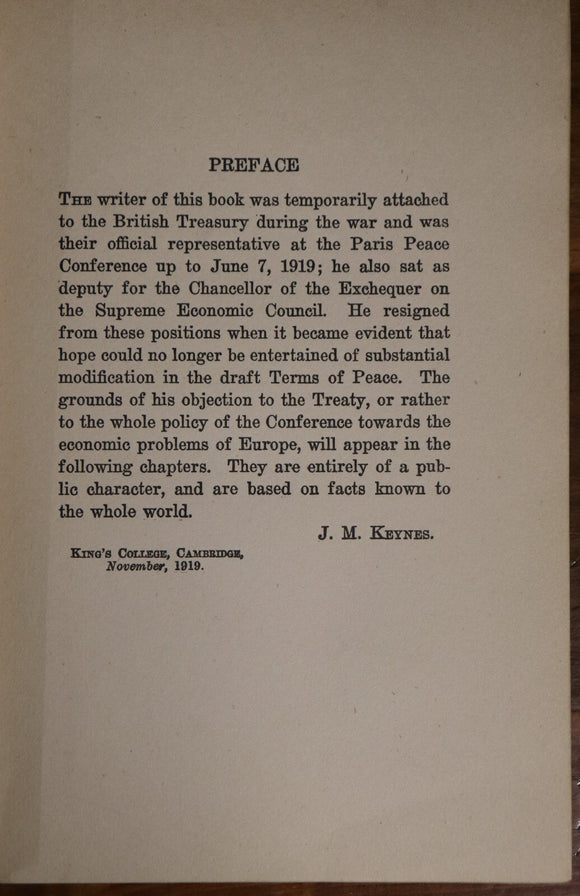 PREFACE
The writer of this book was temporarily attached
to the British Treasury during the war and was
their official representative at the Paris Peace
Conference up to June 7, 1919; he also sat as
deputy for the Chancellor of the Exchequer on
the Supreme Economic Council. He resigned
from these positions when it became evident that
hope could no longer be entertained of substantial
modification in the draft Terms of Peace. The
grounds of his objection to the Treaty, or rather
to the whole policy of the Conference towards the
economic problems of Europe, will appear in the
following chapters. They are entirely of a pub-
lic character, and are based on facts known to
the whole world.
J. M. Keynes.
King's College, Cambridge,
November, 1919.